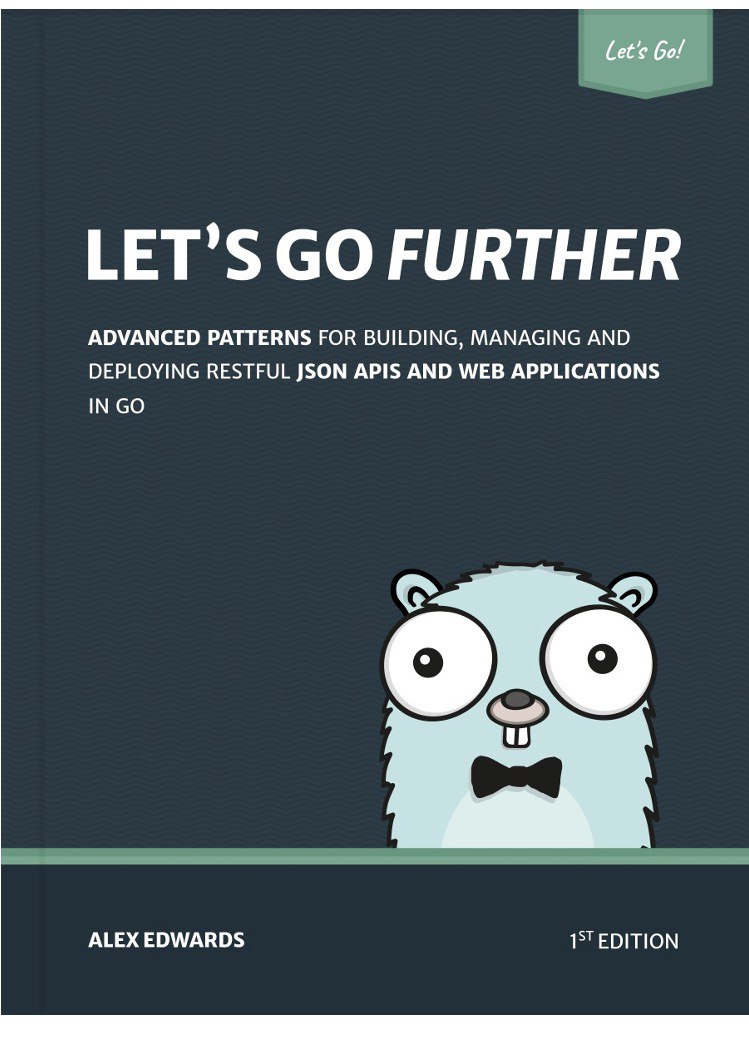 Let's Go!
LET'S GO FURTHER
ADVANCED PATTERNS FOR BUILDING, MANAGING AND
DEPLOYING RESTFUL JSON APIS AND WEB APPLICATIONS
IN GO
ALEX EDWARDS
1ST EDITION